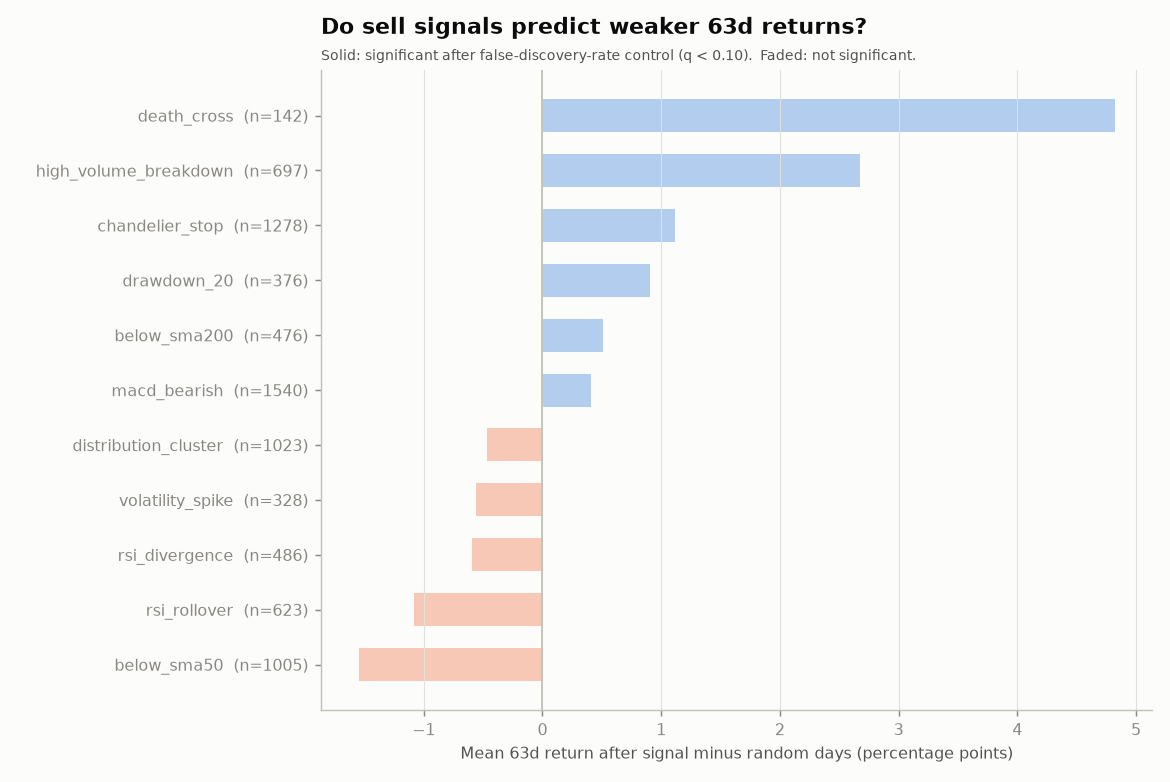 Do sell signals predict weaker 63d returns?
Solid: significant after false-discovery-rate control (q < 0.10).  Faded: not significant.
death_cross  (n=142)
high_volume_breakdown  (n=697)
chandelier_stop  (n=1278)
drawdown_20  (n=376)
below_sma200  (n=476)
macd_bearish  (n=1540)
distribution_cluster  (n=1023)
volatility_spike  (n=328)
rsi_divergence  (n=486)
rsi_rollover  (n=623)
below_sma50  (n=1005)
−1 0 1 2 3 4 5
Mean 63d return after signal minus random days (percentage points)